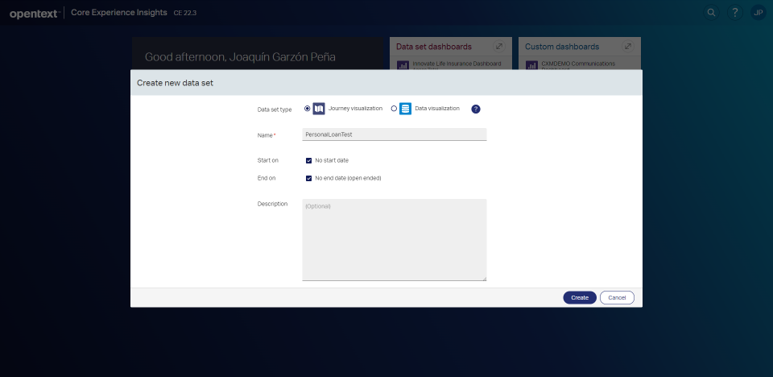 opentext™ | Core Experience Insights CE 22.3
? JP
Good afternoon, Joaquín Garzón Peña
Data set dashboards
Innovate Life Insurance Dashboard
Custom dashboards
CXMDEMO-Communications
Create new data set
Data set type Journey visualization Data visualization ?
Name* PersonalLoanTest
Start on No start date
End on No end date (open ended)
Description (Optional)
Create Cancel